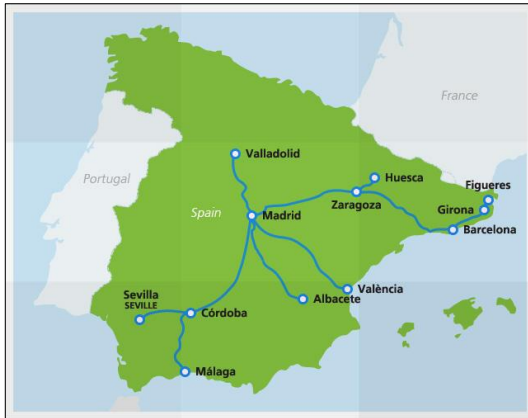 France
Valladolid
Portugal
Huesca
Figueres
Zaragoza
Girona
Spain
Madrid
Barcelona
València
Sevilla
SEVILLE
Albacete
Córdoba
Málaga